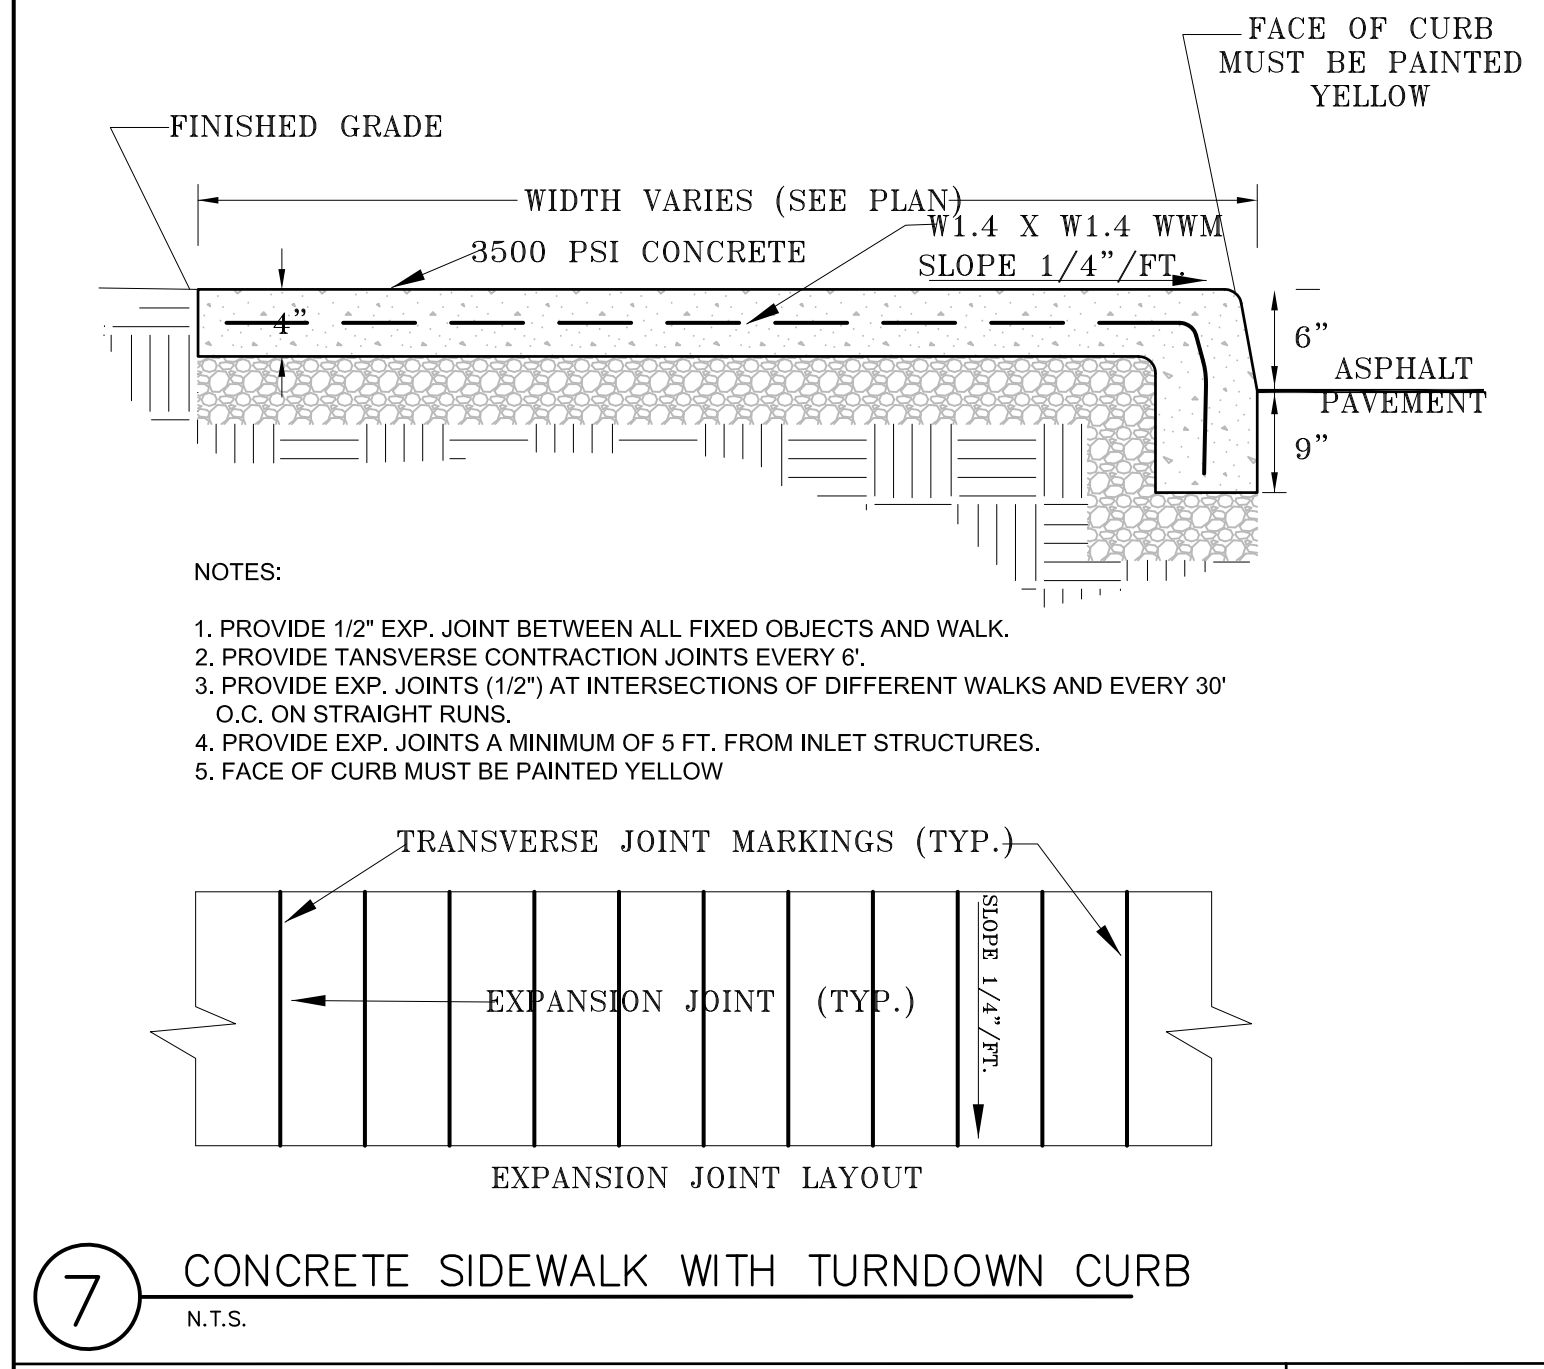 FACE OF CURB
MUST BE PAINTED
YELLOW
FINISHED GRADE
WIDTH VARIES (SEE PLAN)
W1.4 X W1.4 WWM
3500 PSI CONCRETE
SLOPE 1/4"/FT.
4"
6"
ASPHALT
PAVEMENT
9"
NOTES:
1. PROVIDE 1/2" EXP. JOINT BETWEEN ALL FIXED OBJECTS AND WALK.
2. PROVIDE TANSVERSE CONTRACTION JOINTS EVERY 6'.
3. PROVIDE EXP. JOINTS (1/2") AT INTERSECTIONS OF DIFFERENT WALKS AND EVERY 30'
O.C. ON STRAIGHT RUNS.
4. PROVIDE EXP. JOINTS A MINIMUM OF 5 FT. FROM INLET STRUCTURES.
5. FACE OF CURB MUST BE PAINTED YELLOW
TRANSVERSE JOINT MARKINGS (TYP.)
EXPANSION JOINT (TYP.)
SLOPE 1/4"/FT.
EXPANSION JOINT LAYOUT
7
CONCRETE SIDEWALK WITH TURNDOWN CURB
N.T.S.